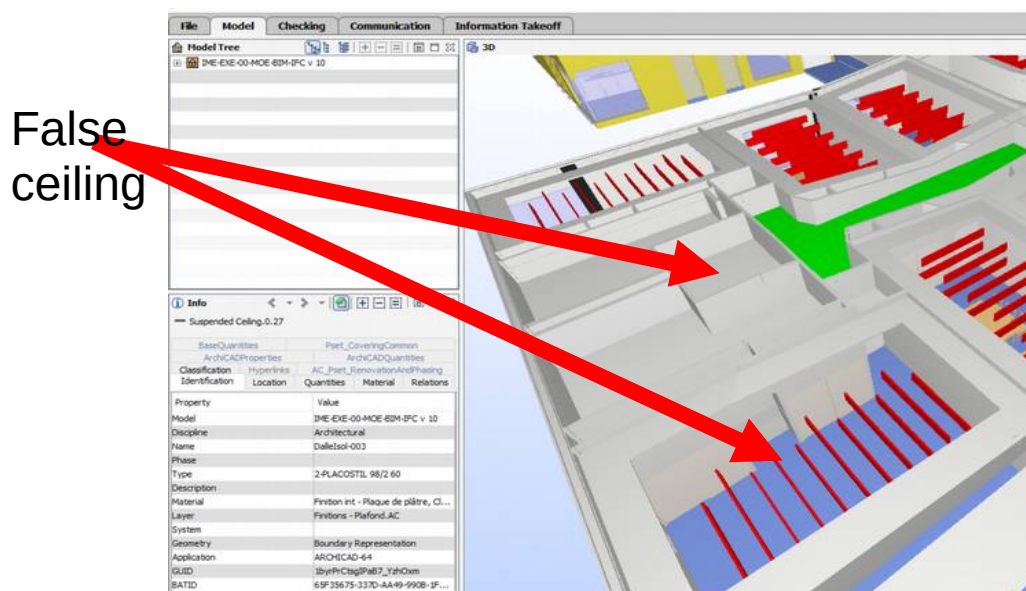 File Model Checking Communication Information Takeoff
Model Tree
3D
IME-EXE-00-MOE-BIM-IFC v 10
False
ceiling
Info
Suspended Ceiling.0.27
BaseQuantities Pset_CoveringCommon
ArchiCADProperties ArchiCADQuantities
Classification Hyperlinks AC_Pset_RenovationAndPhasing
Identification Location Quantities Material Relations
Property Value
Model IME-EXE-00-MOE-BIM-IFC v 10
Discipline Architectural
Name DalleIsol-003
Phase
Type 2-PLACOSTIL 98/2 60
Description
Material Finition int - Plaque de plâtre, Cl...
Layer Finitions - Plafond.AC
System
Geometry Boundary Representation
Application ARCHICAD-64
GUID 1byrPrCtsgIPaB7_YzhOxm
BATID 65F35675-337D-AA49-990B-1F...